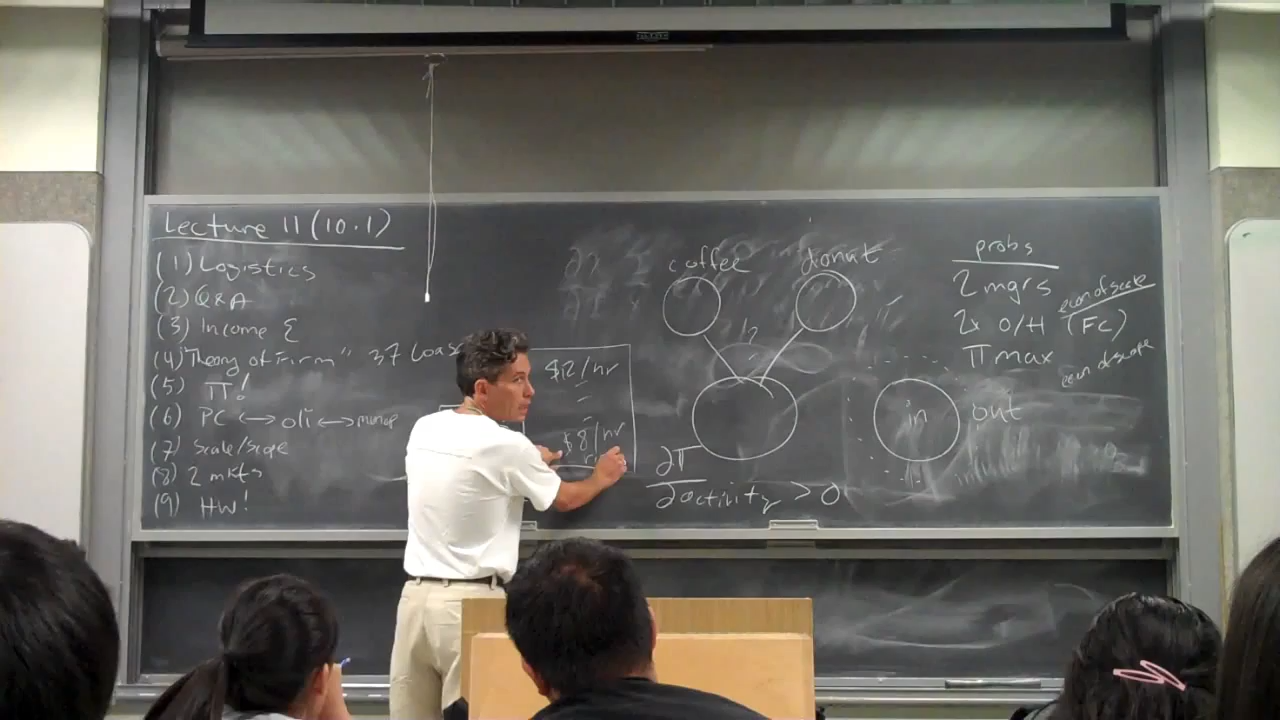 Lecture 11 (10.1)
(1) Logistics
(2) Q&A
(3) Income Σ
(4) "Theory of Firm" 37 Coase
(5) π!
(6) PC ↔ oli ↔ monop
(7) scale/scope
(8) 2 mkts
(9) HW!
$12/hr
$8/hr
coffee
donut
∂π
∂activity > 0
in
out
probs
2 mgrs
2x O/H (FC)
econ of scale
π max
econ of scope